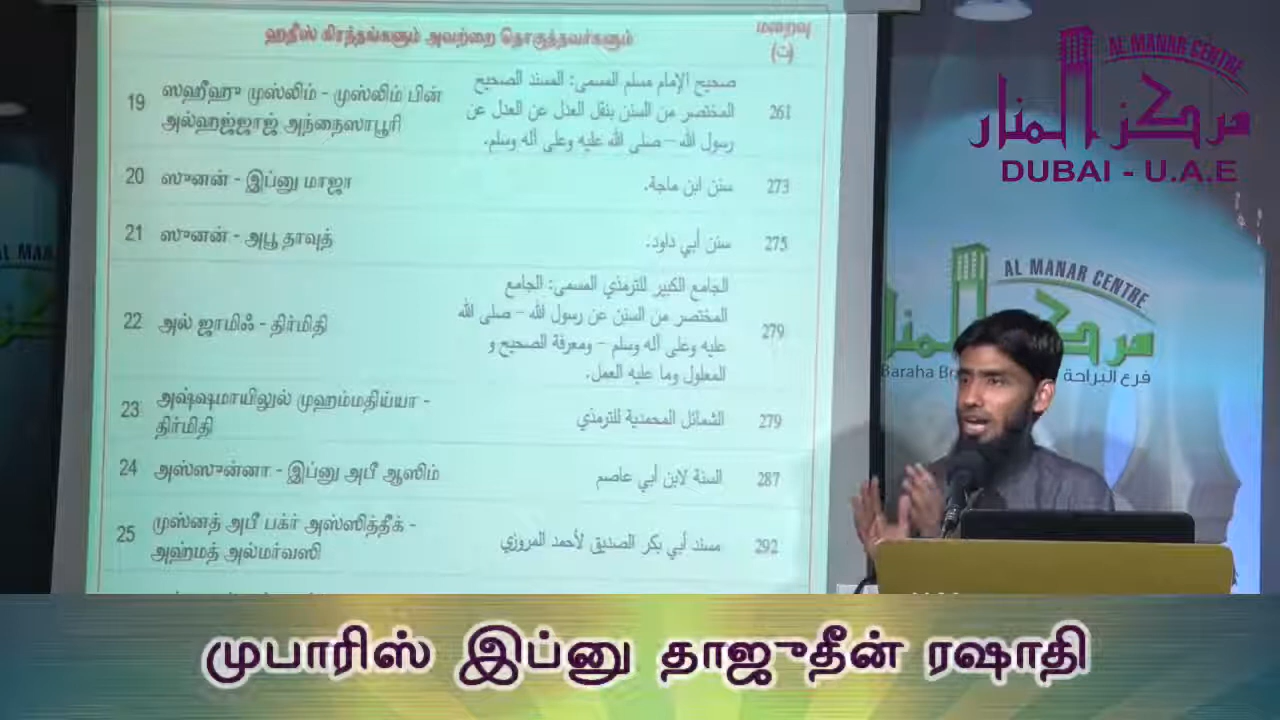 ஹதீஸ் கிரந்தங்களும் அவற்றை தொகுத்தவர்களும்
மறைவு
(ஹ்)
19 ஸஹீஹு முஸ்லிம் - முஸ்லிம் பின் அல்ஹஜ்ஜாஜ் அந்நைஸாபூரி
صحيح الإمام مسلم المسمى: المسند الصحيح
المختصر من السنن بنقل العدل عن العدل عن
رسول الله – صلى الله عليه وعلى آله وسلم.
261
20 ஸுனன் - இப்னு மாஜா
سنن ابن ماجة.
273
21 ஸுனன் - அபூ தாவுத்
سنن أبي داود.
275
22 அல் ஜாமிஃ - திர்மிதி
الجامع الكبير للترمذي المسمى: الجامع
المختصر من السنن عن رسول الله – صلى الله
عليه وعلى آله وسلم – ومعرفة الصحيح و
المعلول وما عليه العمل.
279
23 அஷ்ஷமாயிலுல் முஹம்மதிய்யா -
திர்மிதி
الشمائل المحمدية للترمذي
279
24 அஸ்ஸுன்னா - இப்னு அபீ ஆஸிம்
السنة لابن أبي عاصم
287
25 முஸ்னத் அபீ பக்ர் அஸ்ஸித்தீக் -
அஹ்மத் அல்மர்வஸி
مسند أبي بكر الصديق لأحمد المروزي
292
AL MANAR CENTRE
مركز المنار
DUBAI - U.A.E
AL MANAR CENTRE
مركز المنار
Baraha
فرع البراحة
AL MANAR
முபாரிஸ் இப்னு தாஜுதீன் ரஷாதி